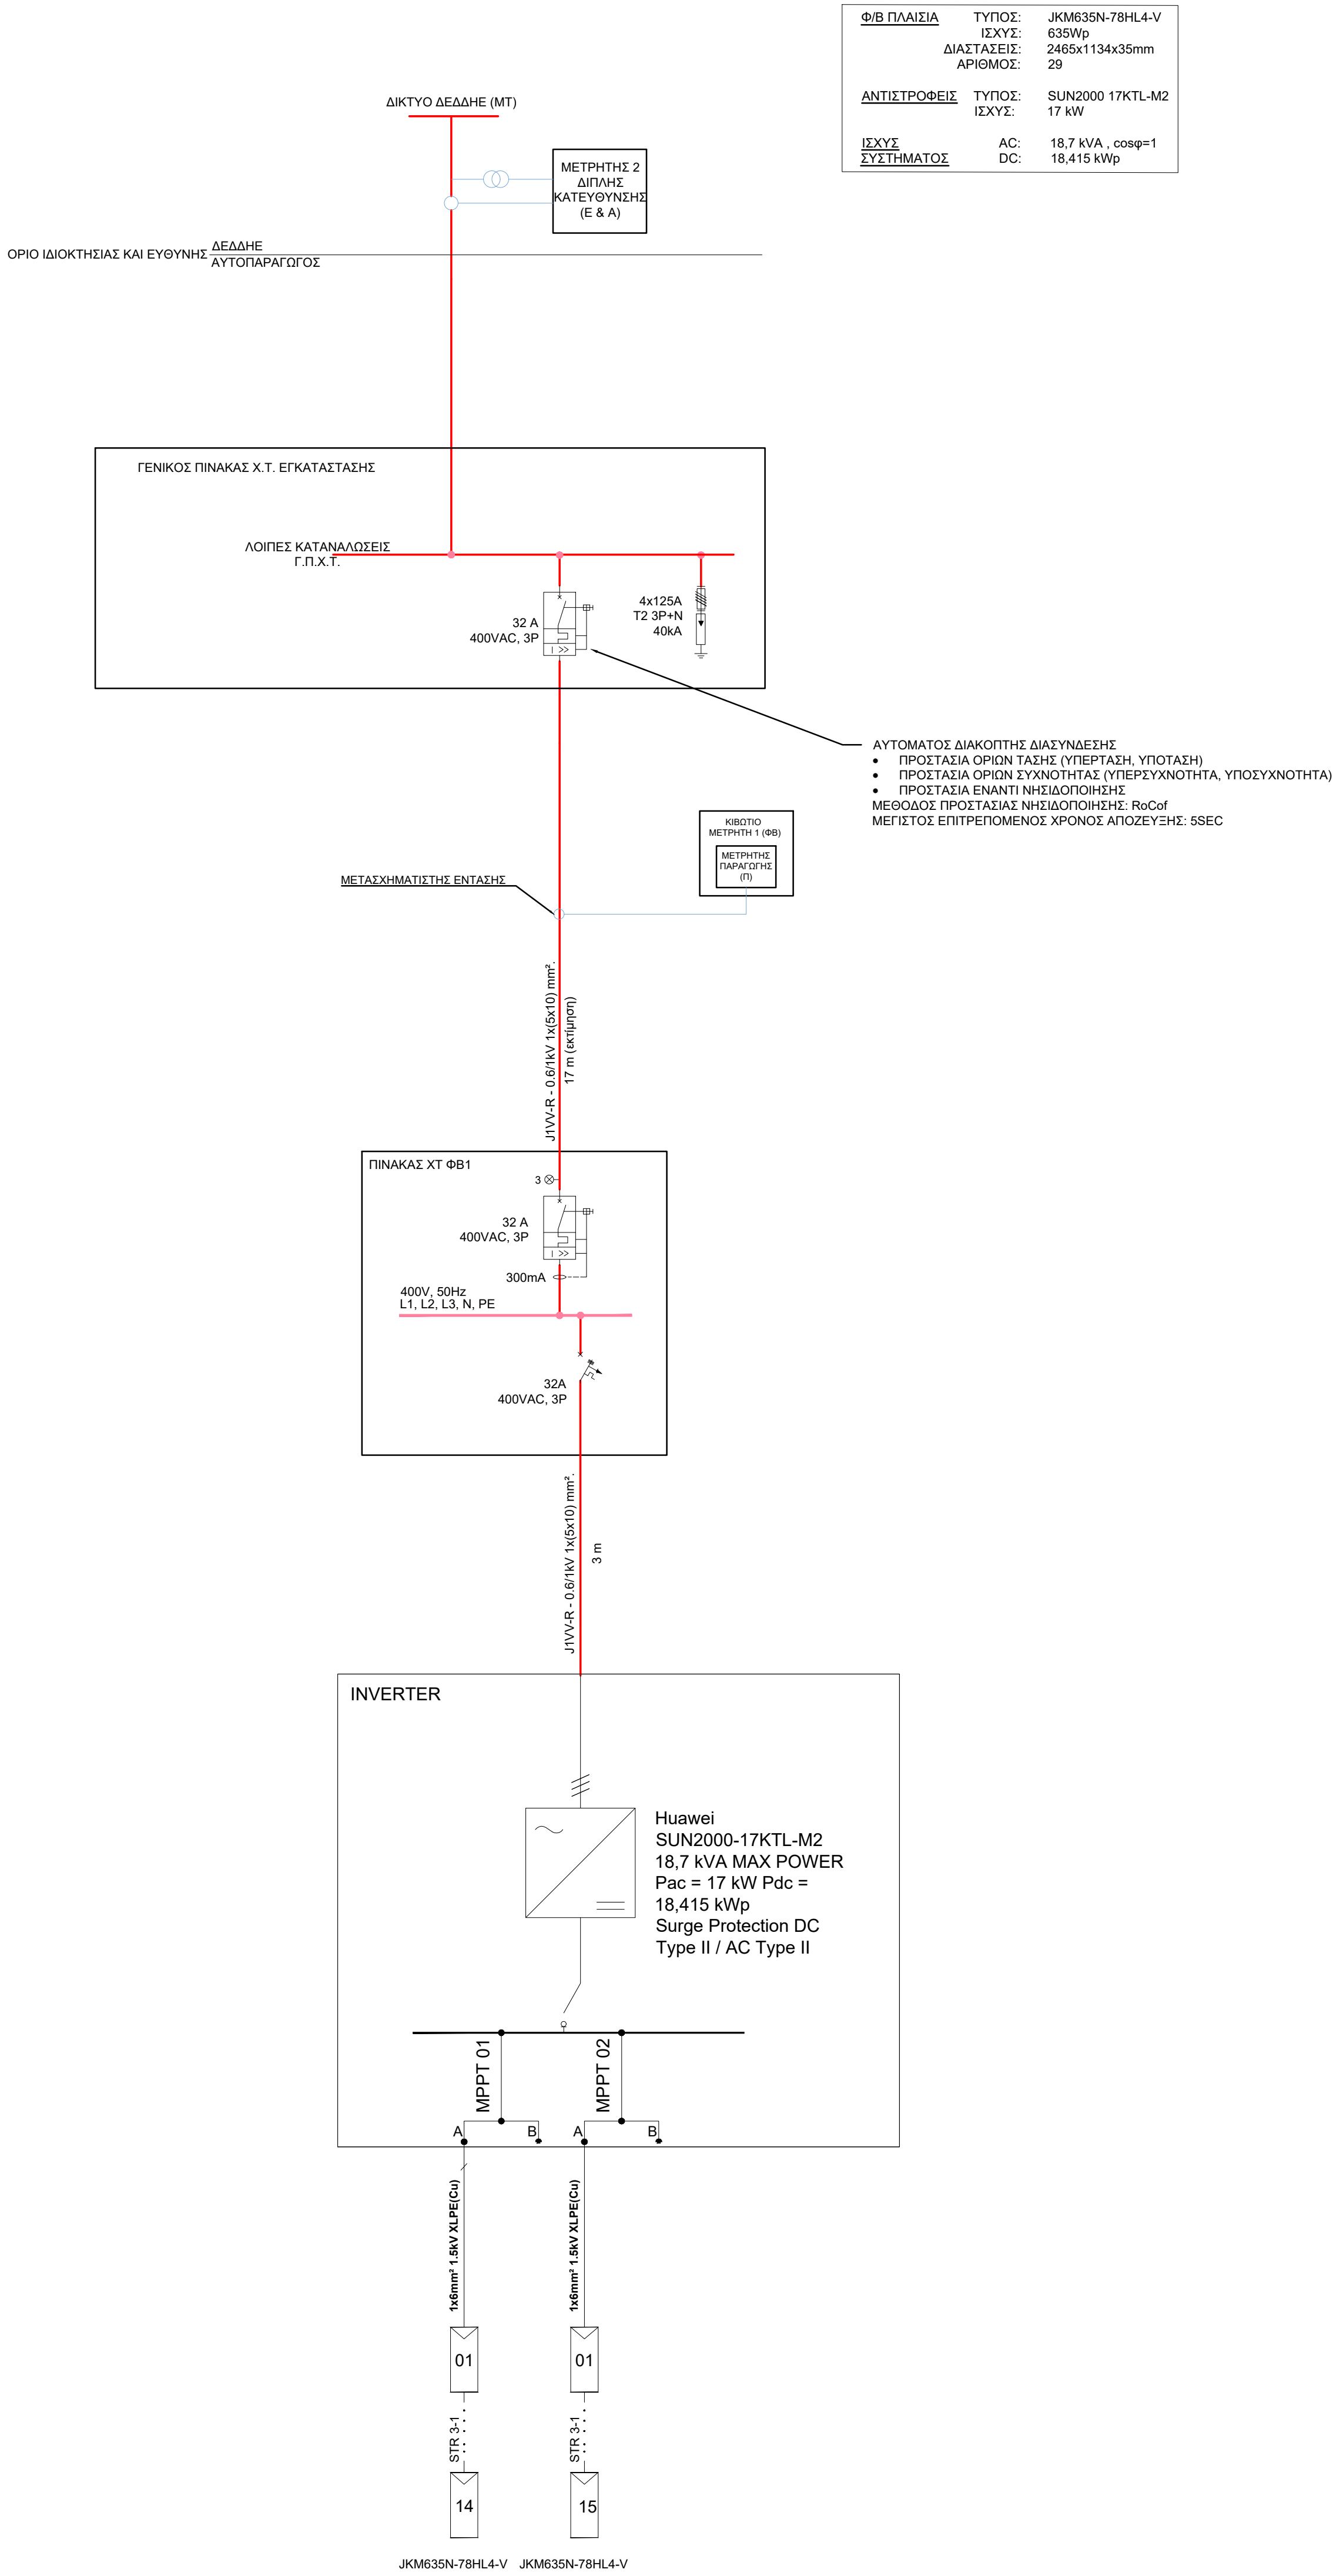 Φ/Β ΠΛΑΙΣΙΑ ΤΥΠΟΣ: JKM635N-78HL4-V
ΙΣΧΥΣ: 635Wp
ΔΙΑΣΤΑΣΕΙΣ: 2465x1134x35mm
ΑΡΙΘΜΟΣ: 29
ΑΝΤΙΣΤΡΟΦΕΙΣ ΤΥΠΟΣ: SUN2000 17KTL-M2
ΙΣΧΥΣ: 17 kW
ΙΣΧΥΣ AC: 18,7 kVA , cosφ=1
ΣΥΣΤΗΜΑΤΟΣ DC: 18,415 kWp
ΔΙΚΤΥΟ ΔΕΔΔΗΕ (ΜΤ)
ΜΕΤΡΗΤΗΣ 2
ΔΙΠΛΗΣ
ΚΑΤΕΥΘΥΝΣΗΣ
(Ε & Α)
ΟΡΙΟ ΙΔΙΟΚΤΗΣΙΑΣ ΚΑΙ ΕΥΘΥΝΗΣ ΔΕΔΔΗΕ
ΑΥΤΟΠΑΡΑΓΩΓΟΣ
ΓΕΝΙΚΟΣ ΠΙΝΑΚΑΣ Χ.Τ. ΕΓΚΑΤΑΣΤΑΣΗΣ
ΛΟΙΠΕΣ ΚΑΤΑΝΑΛΩΣΕΙΣ
Γ.Π.Χ.Τ.
32 A
400VAC, 3P
I >>
4x125A
T2 3P+N
40kA
ΑΥΤΟΜΑΤΟΣ ΔΙΑΚΟΠΤΗΣ ΔΙΑΣΥΝΔΕΣΗΣ
• ΠΡΟΣΤΑΣΙΑ ΟΡΙΩΝ ΤΑΣΗΣ (ΥΠΕΡΤΑΣΗ, ΥΠΟΤΑΣΗ)
• ΠΡΟΣΤΑΣΙΑ ΟΡΙΩΝ ΣΥΧΝΟΤΗΤΑΣ (ΥΠΕΡΣΥΧΝΟΤΗΤΑ, ΥΠΟΣΥΧΝΟΤΗΤΑ)
• ΠΡΟΣΤΑΣΙΑ ΕΝΑΝΤΙ ΝΗΣΙΔΟΠΟΙΗΣΗΣ
ΜΕΘΟΔΟΣ ΠΡΟΣΤΑΣΙΑΣ ΝΗΣΙΔΟΠΟΙΗΣΗΣ: RoCof
ΜΕΓΙΣΤΟΣ ΕΠΙΤΡΕΠΟΜΕΝΟΣ ΧΡΟΝΟΣ ΑΠΟΖΕΥΞΗΣ: 5SEC
ΚΙΒΩΤΙΟ
ΜΕΤΡΗΤΗ 1 (ΦΒ)
ΜΕΤΡΗΤΗΣ
ΠΑΡΑΓΩΓΗΣ
(Π)
ΜΕΤΑΣΧΗΜΑΤΙΣΤΗΣ ΕΝΤΑΣΗΣ
J1VV-R - 0.6/1kV 1x(5x10) mm².
17 m (εκτίμηση)
ΠΙΝΑΚΑΣ ΧΤ ΦΒ1
3
32 A
400VAC, 3P
I >>
300mA
400V, 50Hz
L1, L2, L3, N, PE
32A
400VAC, 3P
J1VV-R - 0.6/1kV 1x(5x10) mm².
3 m
INVERTER
Huawei
SUN2000-17KTL-M2
18,7 kVA MAX POWER
Pac = 17 kW Pdc =
18,415 kWp
Surge Protection DC
Type II / AC Type II
MPPT 01
MPPT 02
A B A B
1x6mm² 1.5kV XLPE(Cu)
1x6mm² 1.5kV XLPE(Cu)
01 01
STR 3-1
STR 3-1
14 15
JKM635N-78HL4-V JKM635N-78HL4-V